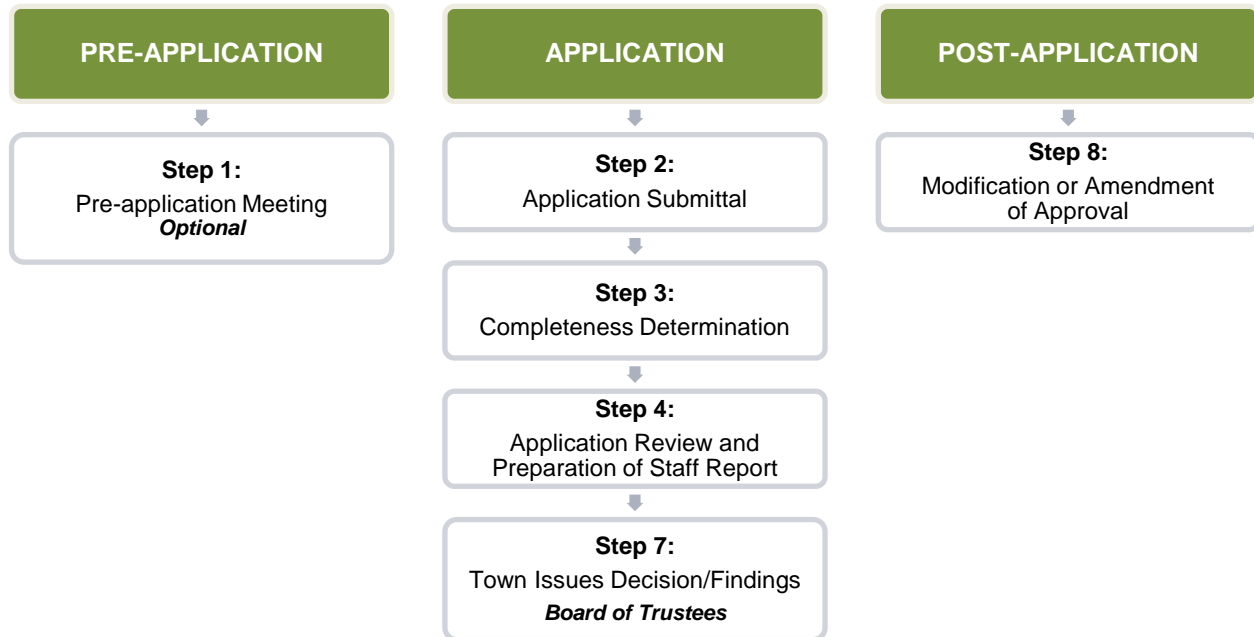 PRE-APPLICATION
Step 1:
Pre-application Meeting
Optional
APPLICATION
Step 2:
Application Submittal
Step 3:
Completeness Determination
Step 4:
Application Review and
Preparation of Staff Report
Step 7:
Town Issues Decision/Findings
Board of Trustees
POST-APPLICATION
Step 8:
Modification or Amendment
of Approval